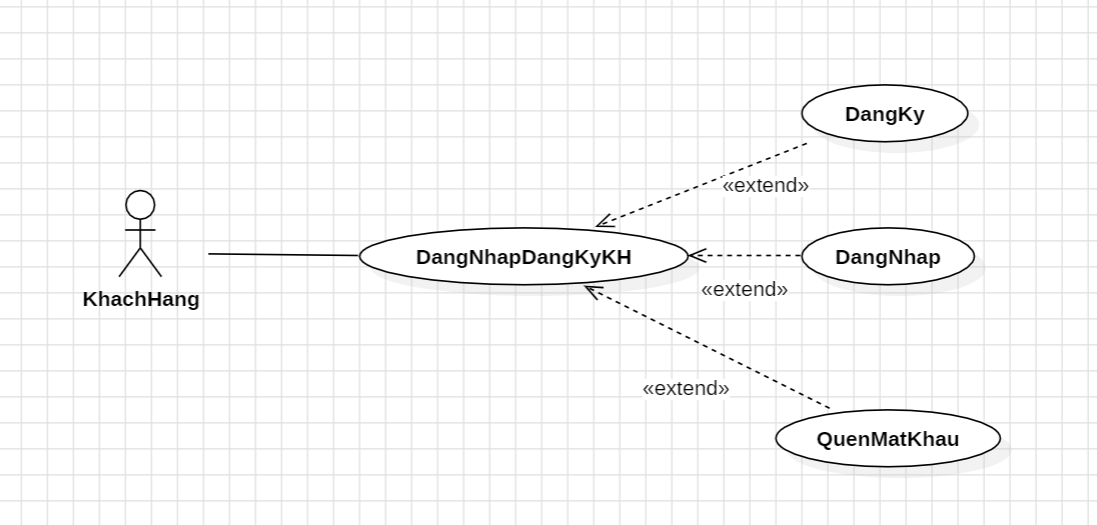 DangKy
«extend»
KhachHang
DangNhapDangKyKH
DangNhap
«extend»
«extend»
QuenMatKhau